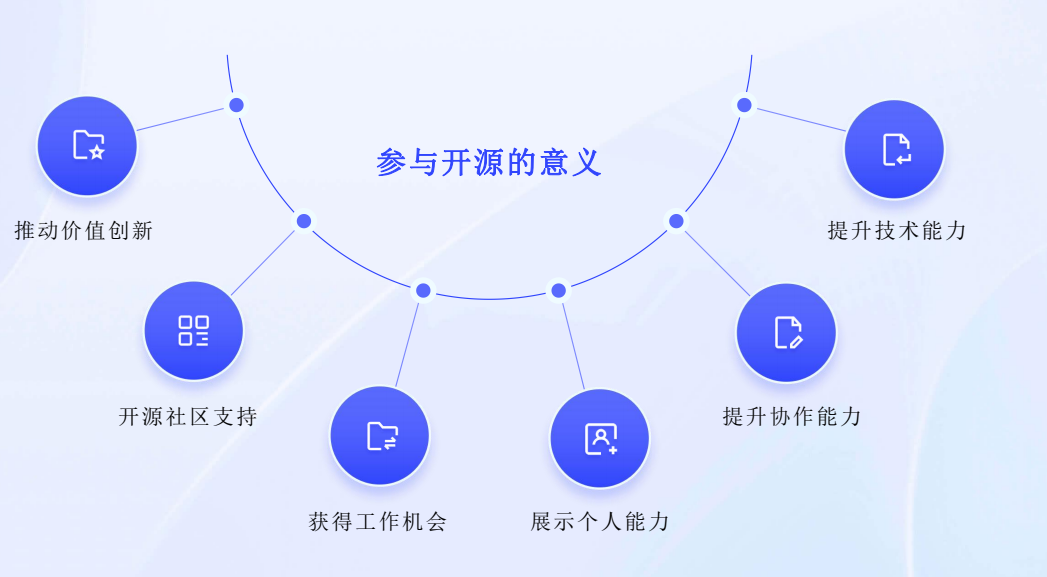 参与开源的意义
推动价值创新
提升技术能力
开源社区支持
提升协作能力
获得工作机会
展示个人能力